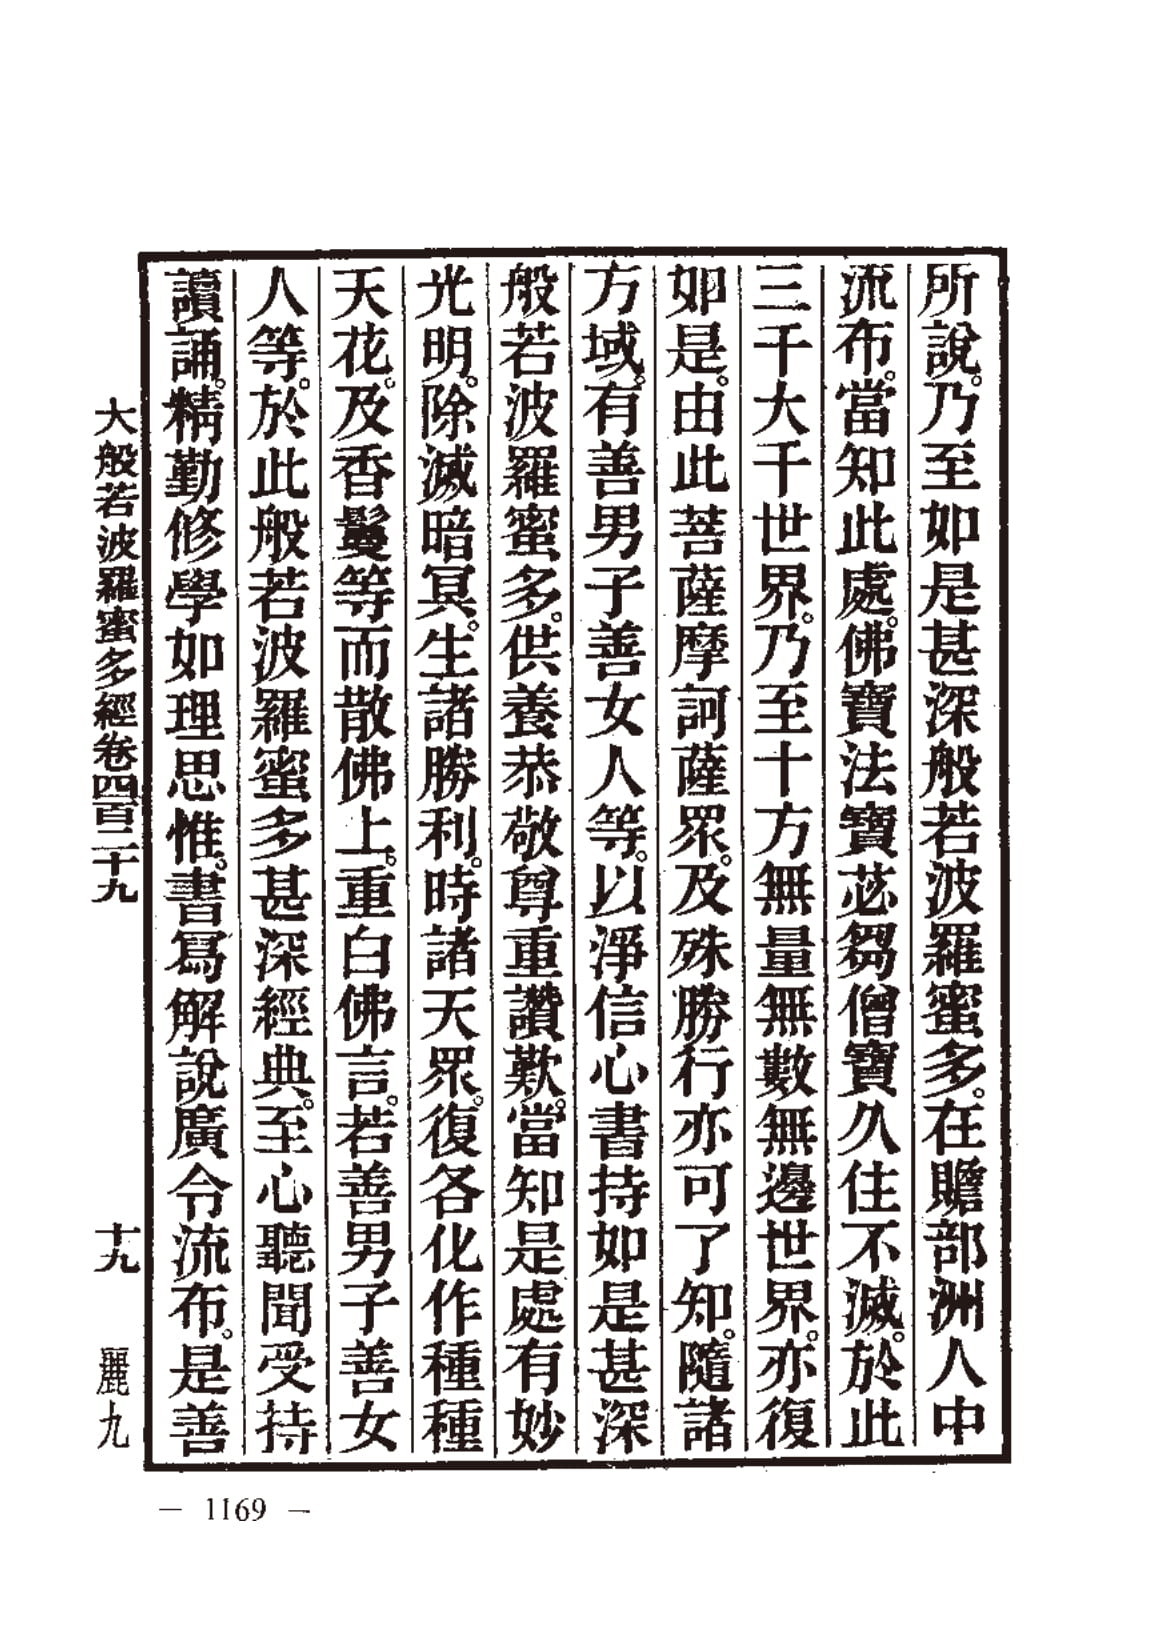 所說。乃至如是甚深般若波羅蜜多。在贍部洲人中
流布。當知此處。佛寶法寶苾芻僧寶久住不滅。於此
三千大千世界。乃至十方無量無數無邊世界。亦復
如是。由此菩薩摩訶薩眾。及殊勝行亦可了知。隨諸
方域。有善男子善女人等。以淨信心書持如是甚深
般若波羅蜜多。供養恭敬尊重讚歎。當知是處有妙
光明。除滅暗冥。生諸勝利。時諸天眾。復各化作種種
天花。及香鬘等而散佛上。重白佛言。若善男子善女
人等。於此般若波羅蜜多甚深經典。至心聽聞受持
讀誦。精勤修學如理思惟。書寫解說廣令流布。是善
大般若波羅蜜多經卷四百二十九 十九 麗九
— 1169 —